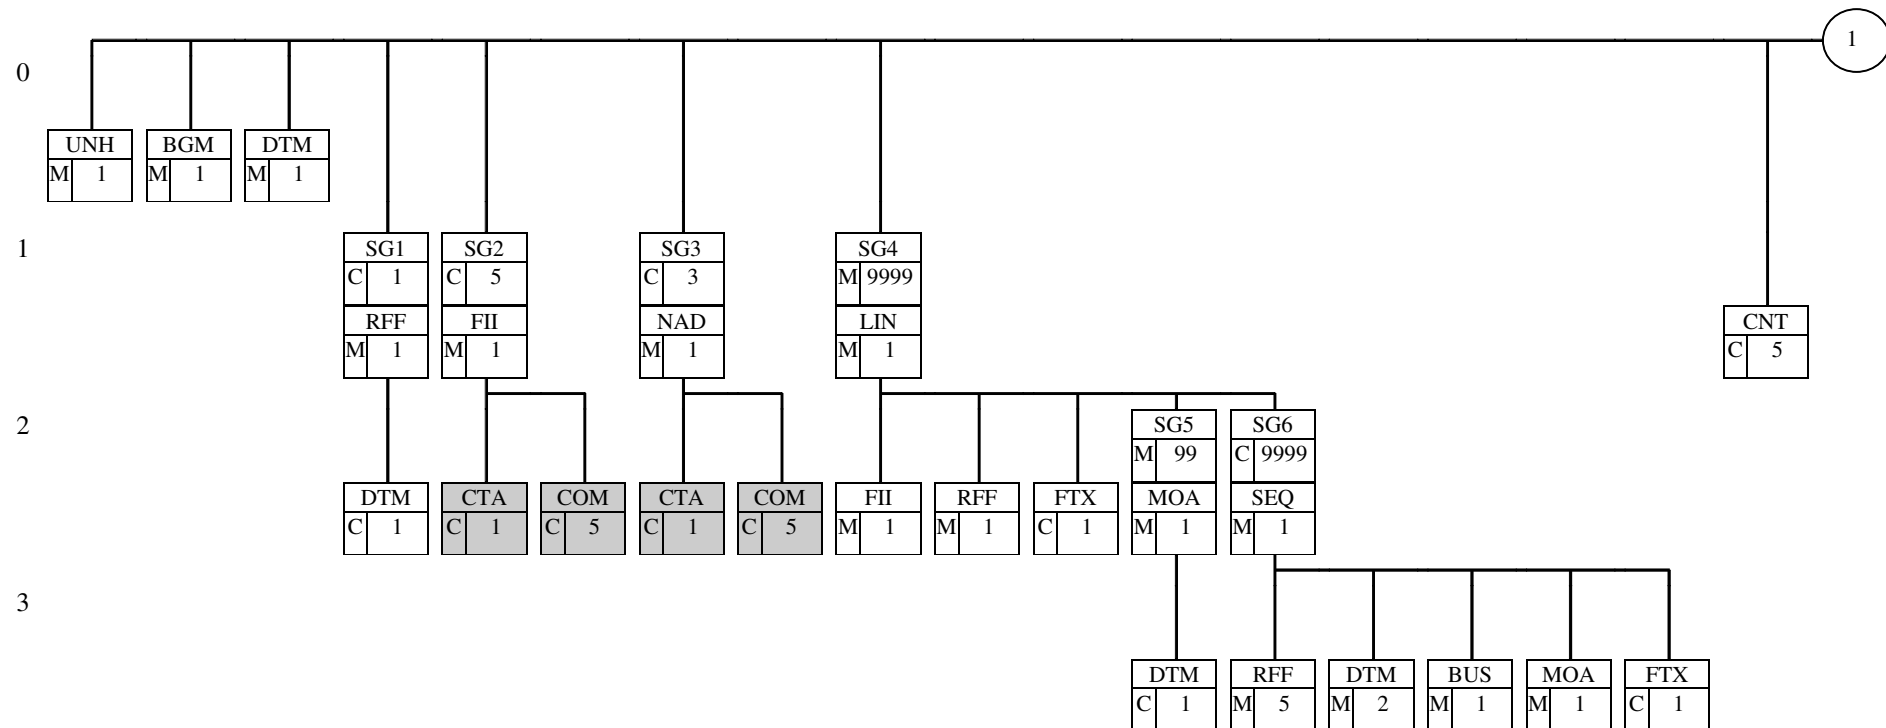 1
0
UNH BGM DTM
M 1 M 1 M 1
1
SG1 SG2 SG3 SG4
C 1 C 5 C 3 M 9999
RFF FII NAD LIN CNT
M 1 M 1 M 1 M 1 C 5
2
SG5 SG6
M 99 C 9999
DTM CTA COM CTA COM FII RFF FTX MOA SEQ
C 1 C 1 C 5 C 1 C 5 M 1 M 1 C 1 M 1 M 1
3
DTM RFF DTM BUS MOA FTX
C 1 M 5 M 2 M 1 M 1 C 1